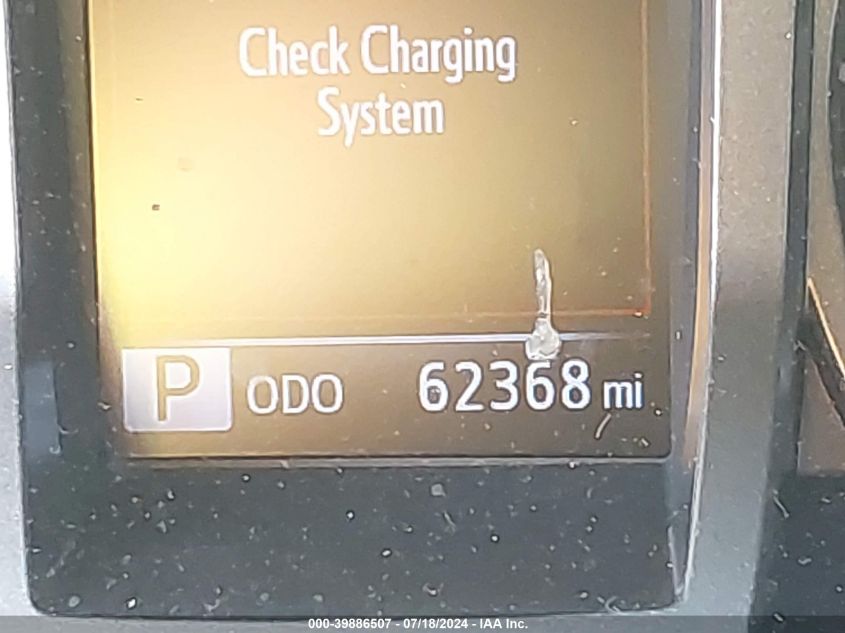 Check Charging
System
P ODO 62368 mi
000-39886507 - 07/18/2024 - IAA Inc.